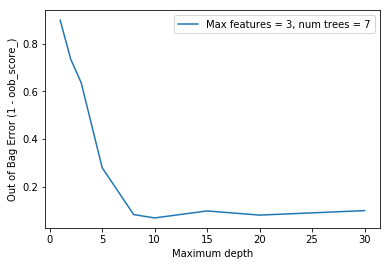 Max features = 3, num trees = 7
Out of Bag Error (1 - oob_score_)
0.8
0.6
0.4
0.2
0 5 10 15 20 25 30
Maximum depth